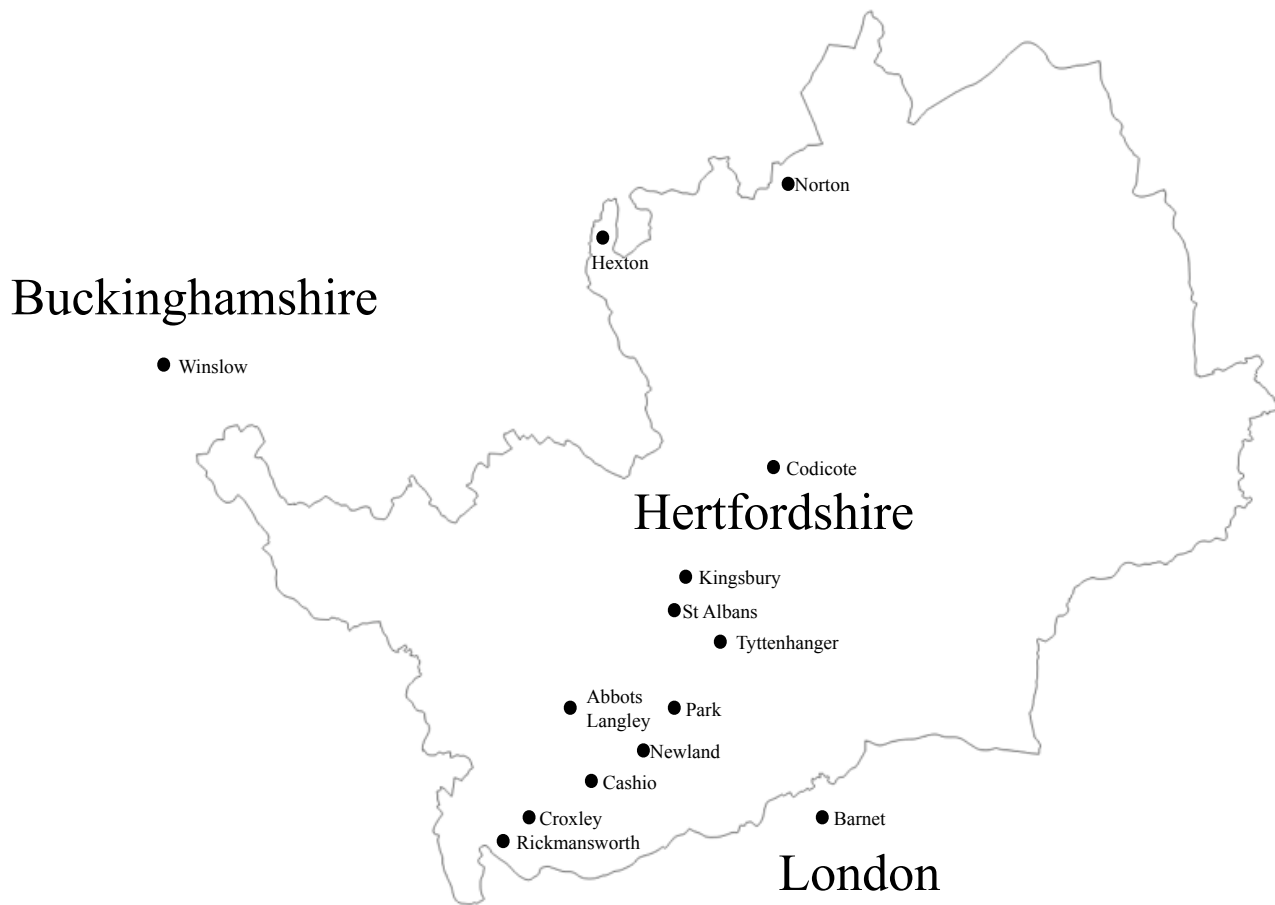 Norton
Hexton
Buckinghamshire
Winslow
Codicote
Hertfordshire
Kingsbury
St Albans
Tyttenhanger
Abbots
Langley
Park
Newland
Cashio
Croxley
Barnet
Rickmansworth
London